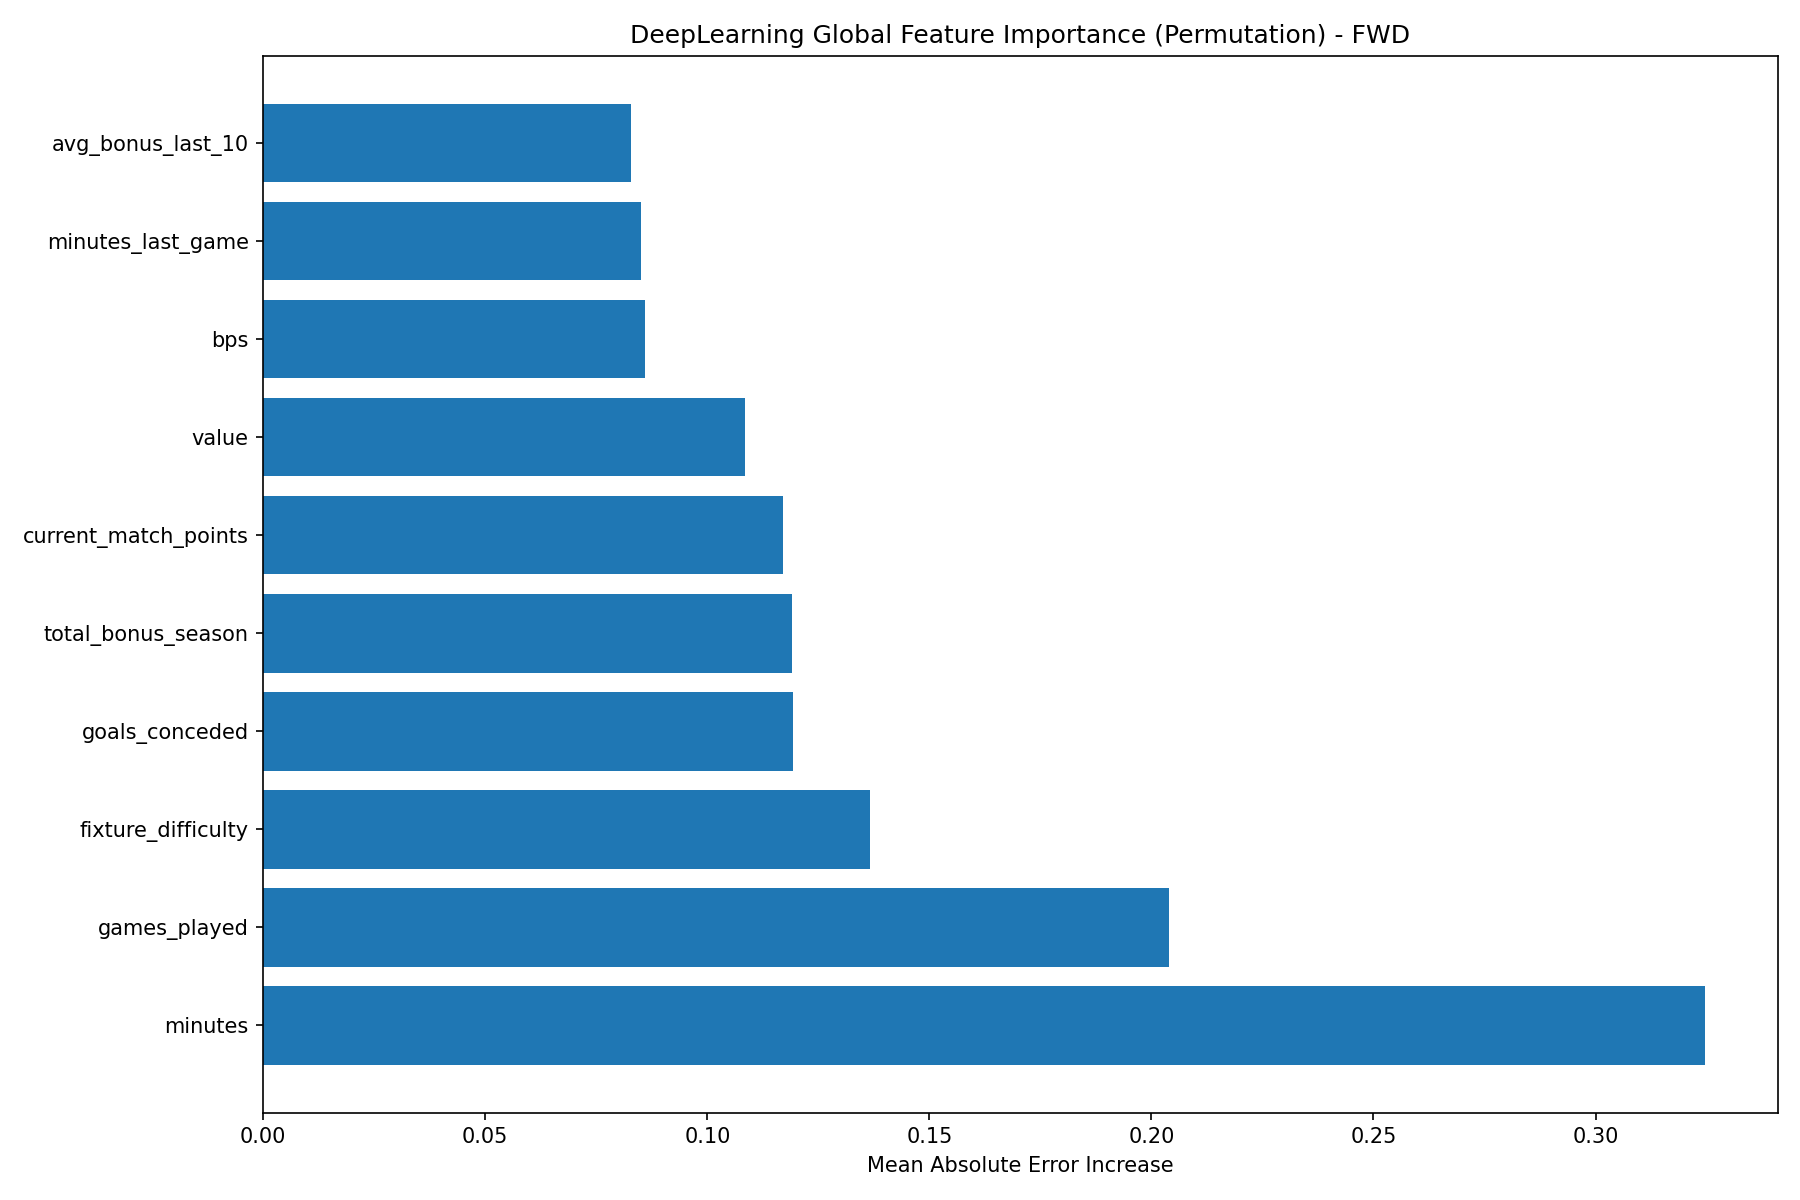 DeepLearning Global Feature Importance (Permutation) - FWD
avg_bonus_last_10
minutes_last_game
bps
value
current_match_points
total_bonus_season
goals_conceded
fixture_difficulty
games_played
minutes
0.00 0.05 0.10 0.15 0.20 0.25 0.30
Mean Absolute Error Increase